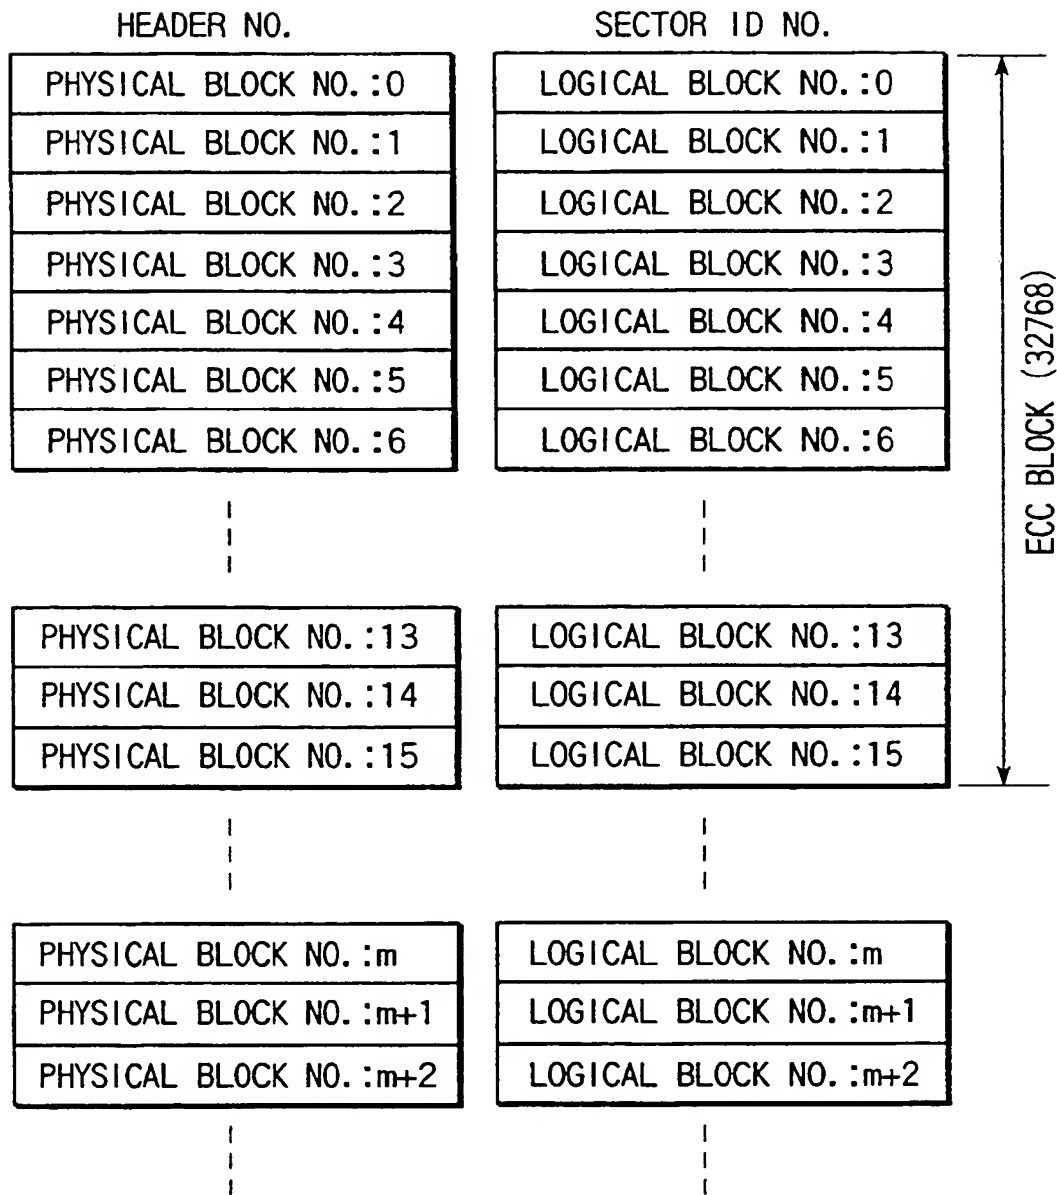 HEADER NO.
SECTOR ID NO.
PHYSICAL BLOCK NO.:0
LOGICAL BLOCK NO.:0
PHYSICAL BLOCK NO.:1
LOGICAL BLOCK NO.:1
PHYSICAL BLOCK NO.:2
LOGICAL BLOCK NO.:2
PHYSICAL BLOCK NO.:3
LOGICAL BLOCK NO.:3
PHYSICAL BLOCK NO.:4
LOGICAL BLOCK NO.:4
PHYSICAL BLOCK NO.:5
LOGICAL BLOCK NO.:5
PHYSICAL BLOCK NO.:6
LOGICAL BLOCK NO.:6
ECC BLOCK (32768)
PHYSICAL BLOCK NO.:13
LOGICAL BLOCK NO.:13
PHYSICAL BLOCK NO.:14
LOGICAL BLOCK NO.:14
PHYSICAL BLOCK NO.:15
LOGICAL BLOCK NO.:15
PHYSICAL BLOCK NO.:m
LOGICAL BLOCK NO.:m
PHYSICAL BLOCK NO.:m+1
LOGICAL BLOCK NO.:m+1
PHYSICAL BLOCK NO.:m+2
LOGICAL BLOCK NO.:m+2